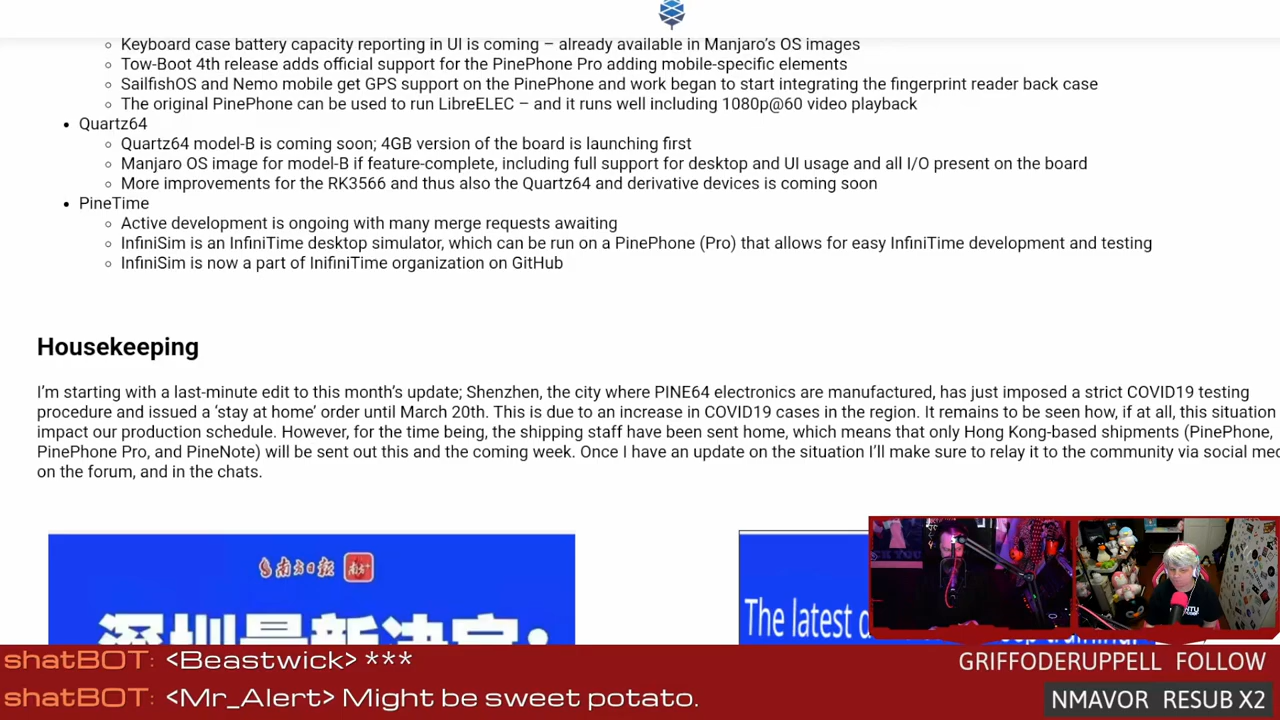 Keyboard case battery capacity reporting in UI is coming – already available in Manjaro's OS images
Tow-Boot 4th release adds official support for the PinePhone Pro adding mobile-specific elements
SailfishOS and Nemo mobile get GPS support on the PinePhone and work began to start integrating the fingerprint reader back case
The original PinePhone can be used to run LibreELEC – and it runs well including 1080p@60 video playback
Quartz64
Quartz64 model-B is coming soon; 4GB version of the board is launching first
Manjaro OS image for model-B if feature-complete, including full support for desktop and UI usage and all I/O present on the board
More improvements for the RK3566 and thus also the Quartz64 and derivative devices is coming soon
PineTime
Active development is ongoing with many merge requests awaiting
InfiniSim is an InfiniTime desktop simulator, which can be run on a PinePhone (Pro) that allows for easy InfiniTime development and testing
InfiniSim is now a part of InifiniTime organization on GitHub
Housekeeping
I'm starting with a last-minute edit to this month's update; Shenzhen, the city where PINE64 electronics are manufactured, has just imposed a strict COVID19 testing
procedure and issued a 'stay at home' order until March 20th. This is due to an increase in COVID19 cases in the region. It remains to be seen how, if at all, this situation
impact our production schedule. However, for the time being, the shipping staff have been sent home, which means that only Hong Kong-based shipments (PinePhone,
PinePhone Pro, and PineNote) will be sent out this and the coming week. Once I have an update on the situation I'll make sure to relay it to the community via social med
on the forum, and in the chats.
南方日报 南方+
深圳最新决定:
The latest d
shatBOT: <Beastwick> ***
shatBOT: <Mr_Alert> Might be sweet potato.
GRIFFODERUPPELL FOLLOW
NMAVOR RESUB X2